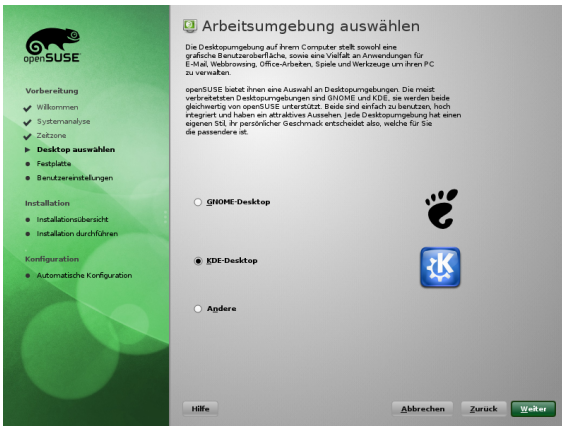 openSUSE
Vorbereitung
Willkommen
Systemanalyse
Zeitzone
Desktop auswählen
Festplatte
Benutzereinstellungen
Installation
Installationsübersicht
Installation durchführen
Konfiguration
Automatische Konfiguration
Arbeitsumgebung auswählen
Die Desktopumgebung auf ihrem Computer stellt sowohl eine
grafische Benutzeroberfläche, sowie eine Vielfalt an Anwendungen für
E-Mail, Webbrowsing, Office-Arbeiten, Spiele und Werkzeuge um ihren PC
zu verwalten.
openSUSE bietet ihnen eine Auswahl an Desktopumgebungen. Die meist
verbreitetsten Desktopumgebungen sind GNOME und KDE, sie werden beide
gleichwertig von openSUSE unterstützt. Beide sind einfach zu benutzen, hoch
integriert und haben ein attraktives Aussehen. Jede Desktopumgebung hat einen
eigenen Stil, ihr persönlicher Geschmack entscheidet also, welche für Sie
die passendere ist.
GNOME-Desktop
KDE-Desktop
Andere
Hilfe
Abbrechen
Zurück
Weiter